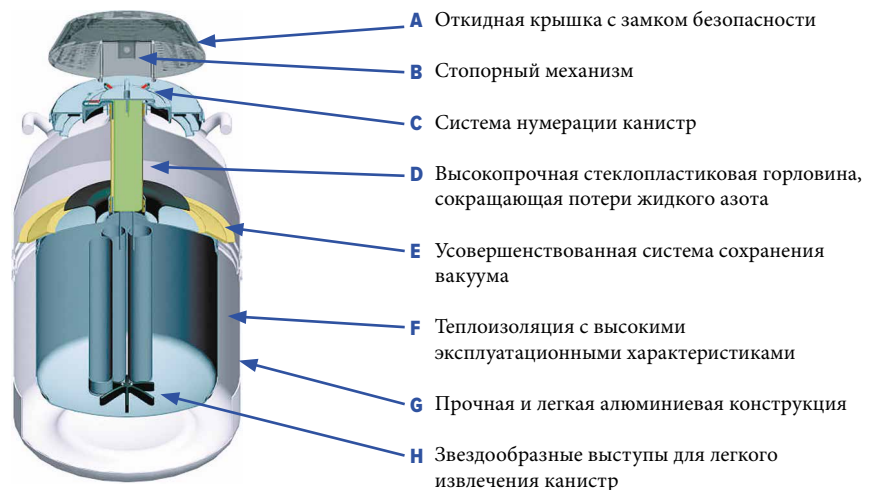 A Откидная крышка с замком безопасности
B Стопорный механизм
C Система нумерации канистр
D Высокопрочная стеклопластиковая горловина,
сокращающая потери жидкого азота
E Усовершенствованная система сохранения
вакуума
F Теплоизоляция с высокими
эксплуатационными характеристиками
G Прочная и легкая алюминиевая конструкция
H Звездообразные выступы для легкого
извлечения канистр